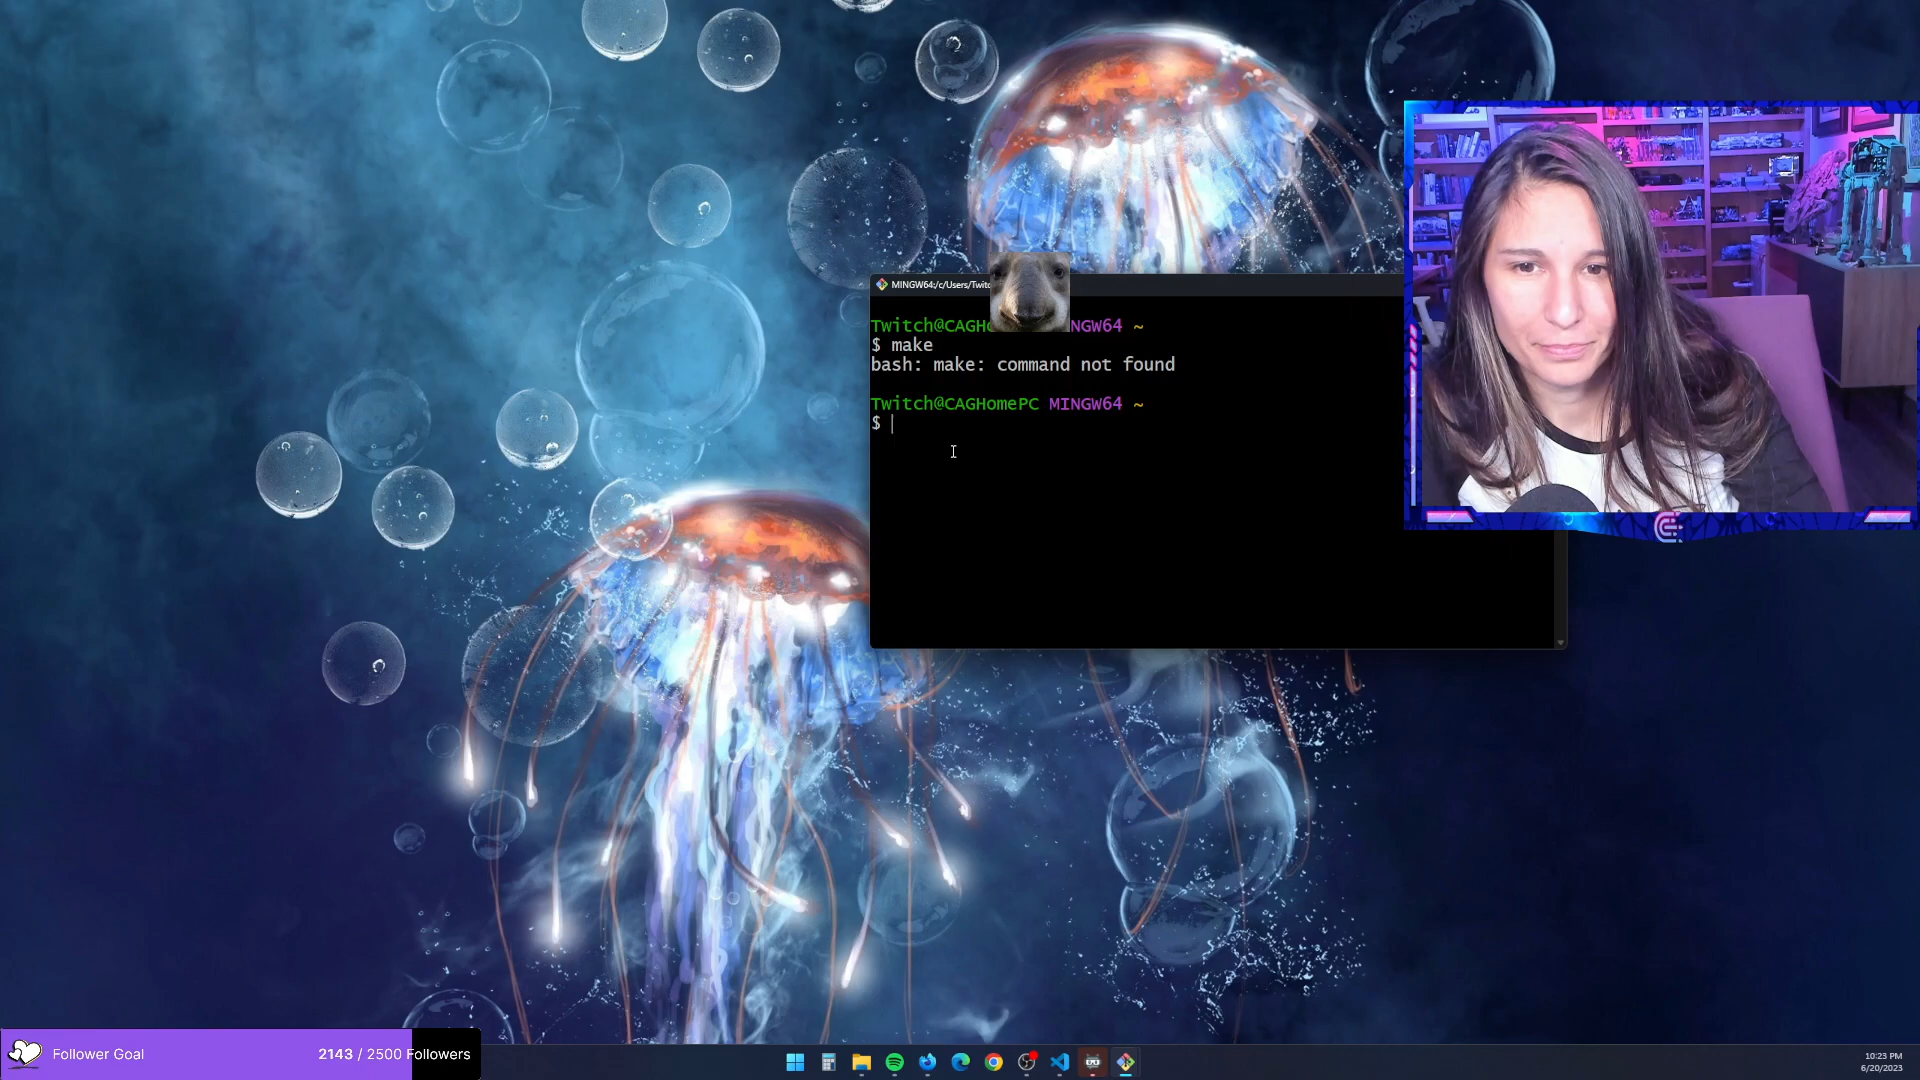 MINGW64:/c/Users/Twitc
Twitch@CAGH NGW64 ~
$ make
bash: make: command not found
Twitch@CAGHomePC MINGW64 ~
$
Follower Goal 2143 / 2500 Followers
10:23 PM
6/20/2023